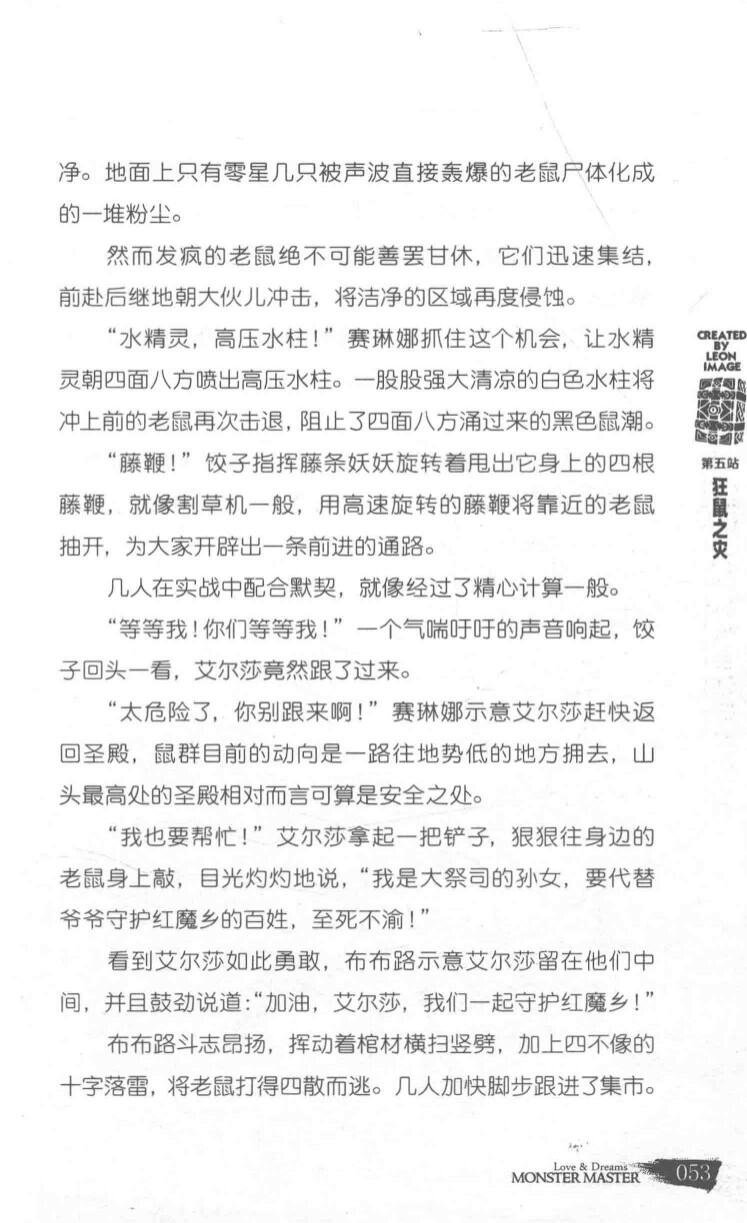 净。地面上只有零星几只被声波直接轰爆的老鼠尸体化成
的一堆粉尘。
然而发疯的老鼠绝不可能善罢甘休，它们迅速集结，
前赴后继地朝大伙儿冲击，将洁净的区域再度侵蚀。
“水精灵，高压水柱！”赛琳娜抓住这个机会，让水精
灵朝四面八方喷出高压水柱。一股股强大清凉的白色水柱将
冲上前的老鼠再次击退，阻止了四面八方涌过来的黑色鼠潮。
“藤鞭！”饺子指挥藤条妖妖旋转着甩出它身上的四根
藤鞭，就像割草机一般，用高速旋转的藤鞭将靠近的老鼠
抽开，为大家开辟出一条前进的通路。
几人在实战中配合默契，就像经过了精心计算一般。
“等等我！你们等等我！”一个气喘吁吁的声音响起，饺
子回头一看，艾尔莎竟然跟了过来。
“太危险了，你别跟来啊！”赛琳娜示意艾尔莎赶快返
回圣殿，鼠群目前的动向是一路往地势低的地方拥去，山
头最高处的圣殿相对而言可算是安全之处。
“我也要帮忙！”艾尔莎拿起一把铲子，狠狠往身边的
老鼠身上敲，目光灼灼地说，“我是大祭司的孙女，要代替
爷爷守护红魔乡的百姓，至死不渝！”
看到艾尔莎如此勇敢，布布路示意艾尔莎留在他们中
间，并且鼓劲说道：“加油，艾尔莎，我们一起守护红魔乡！”
布布路斗志昂扬，挥动着棺材横扫竖劈，加上四不像的
十字落雷，将老鼠打得四散而逃。几人加快脚步跟进了集市。
CREATED
BY
LEON
IMAGE
第五站
狂鼠之灾
Love & Dreams
MONSTER MASTER
053